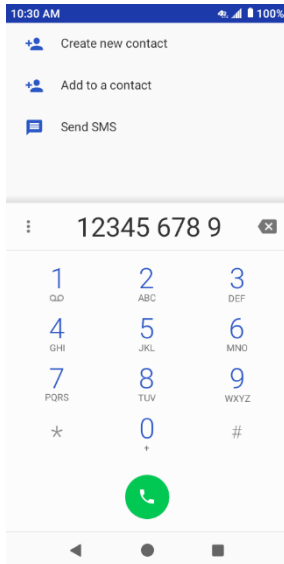 10:30 AM 100%
Create new contact
Add to a contact
Send SMS
12345 678 9
1 2 3
ABC DEF
4 5 6
GHI JKL MNO
7 8 9
PQRS TUV WXYZ
* 0 #
+